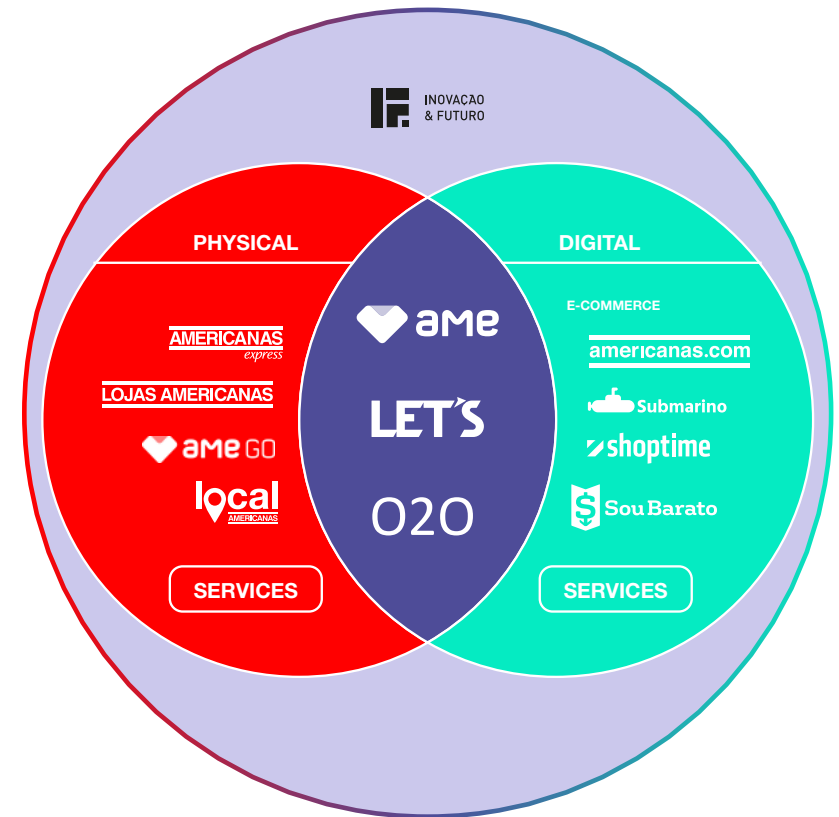 INOVAÇÃO
& FUTURO
PHYSICAL
AMERICANAS
express
LOJAS AMERICANAS
ame GO
local
AMERICANAS
SERVICES
ame
LET'S
O2O
DIGITAL
E-COMMERCE
americanas.com
Submarino
shoptime
Sou Barato
SERVICES